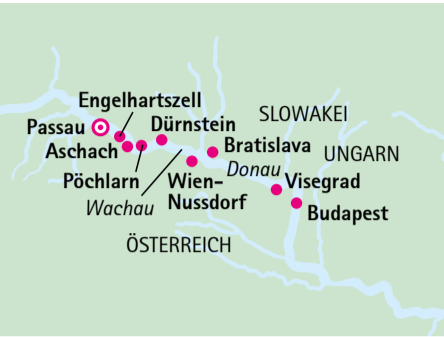 Engelhartszell
Passau
Dürnstein
SLOWAKEI
Aschach
Bratislava
UNGARN
Pöchlarn
Wien-
Nussdorf
Donau
Visegrad
Wachau
Budapest
ÖSTERREICH